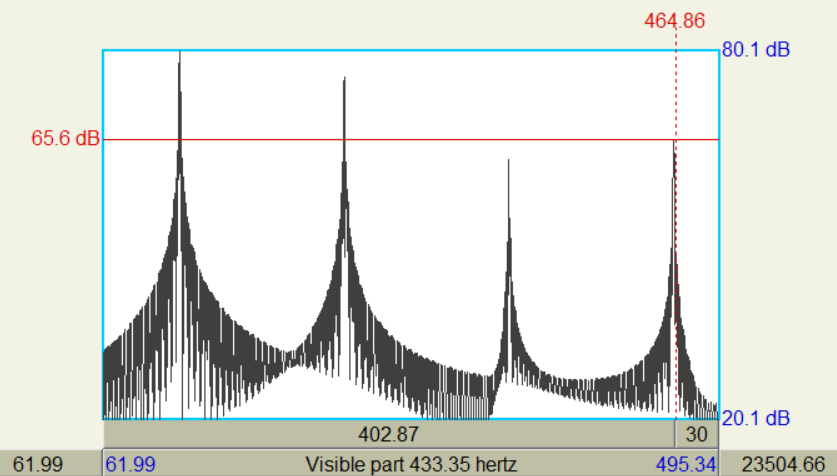 464.86
80.1 dB
65.6 dB
20.1 dB
402.87 30
61.99 61.99 Visible part 433.35 hertz 495.34 23504.66